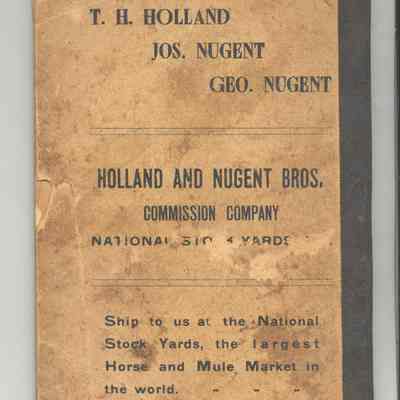 T. H. HOLLAND
JOS. NUGENT
GEO. NUGENT
HOLLAND AND NUGENT BROS.
COMMISSION COMPANY
NATIONAL STOCK YARDS
Ship to us at the National
Stock Yards, the largest
Horse and Mule Market in
the world. " " "